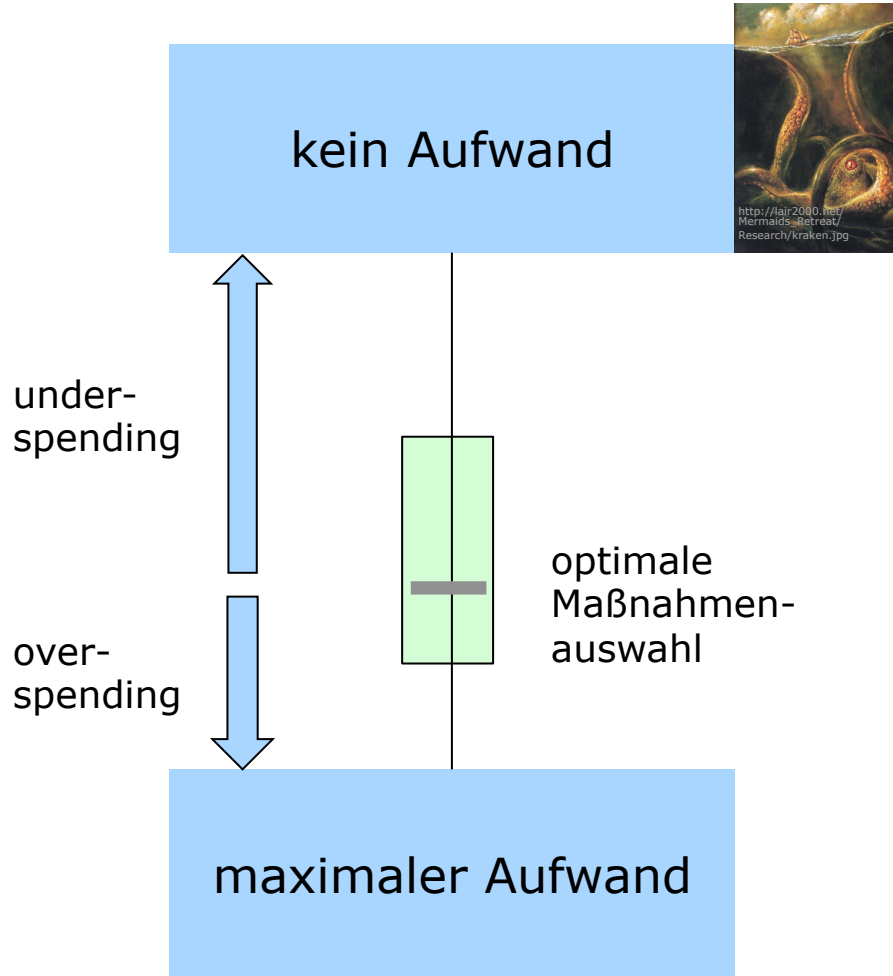 kein Aufwand
http://lair2000.net/
Mermaids_Retreat/
Research/kraken.jpg
under-
spending
optimale
Maßnahmen-
auswahl
over-
spending
maximaler Aufwand